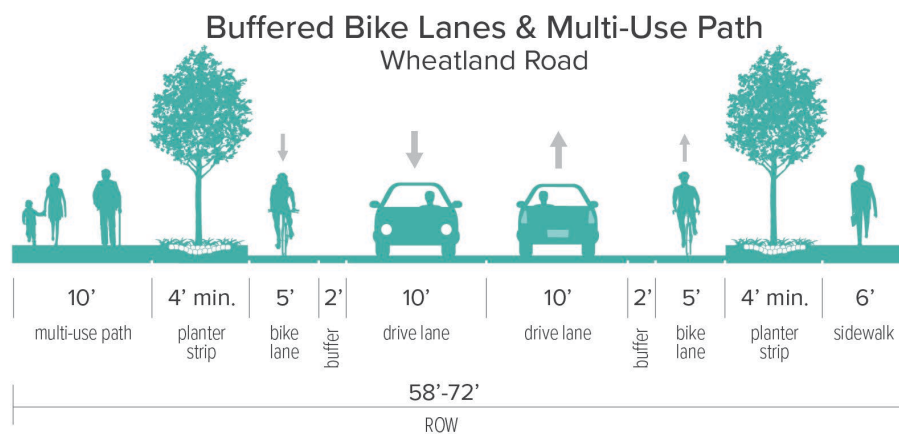 Buffered Bike Lanes & Multi-Use Path
Wheatland Road
10’ 4’ min. 5’ 2’ 10’ 10’ 2’ 5’ 4’ min. 6’
multi-use path planter strip bike lane buffer drive lane drive lane buffer bike lane planter strip sidewalk
58’-72’
ROW